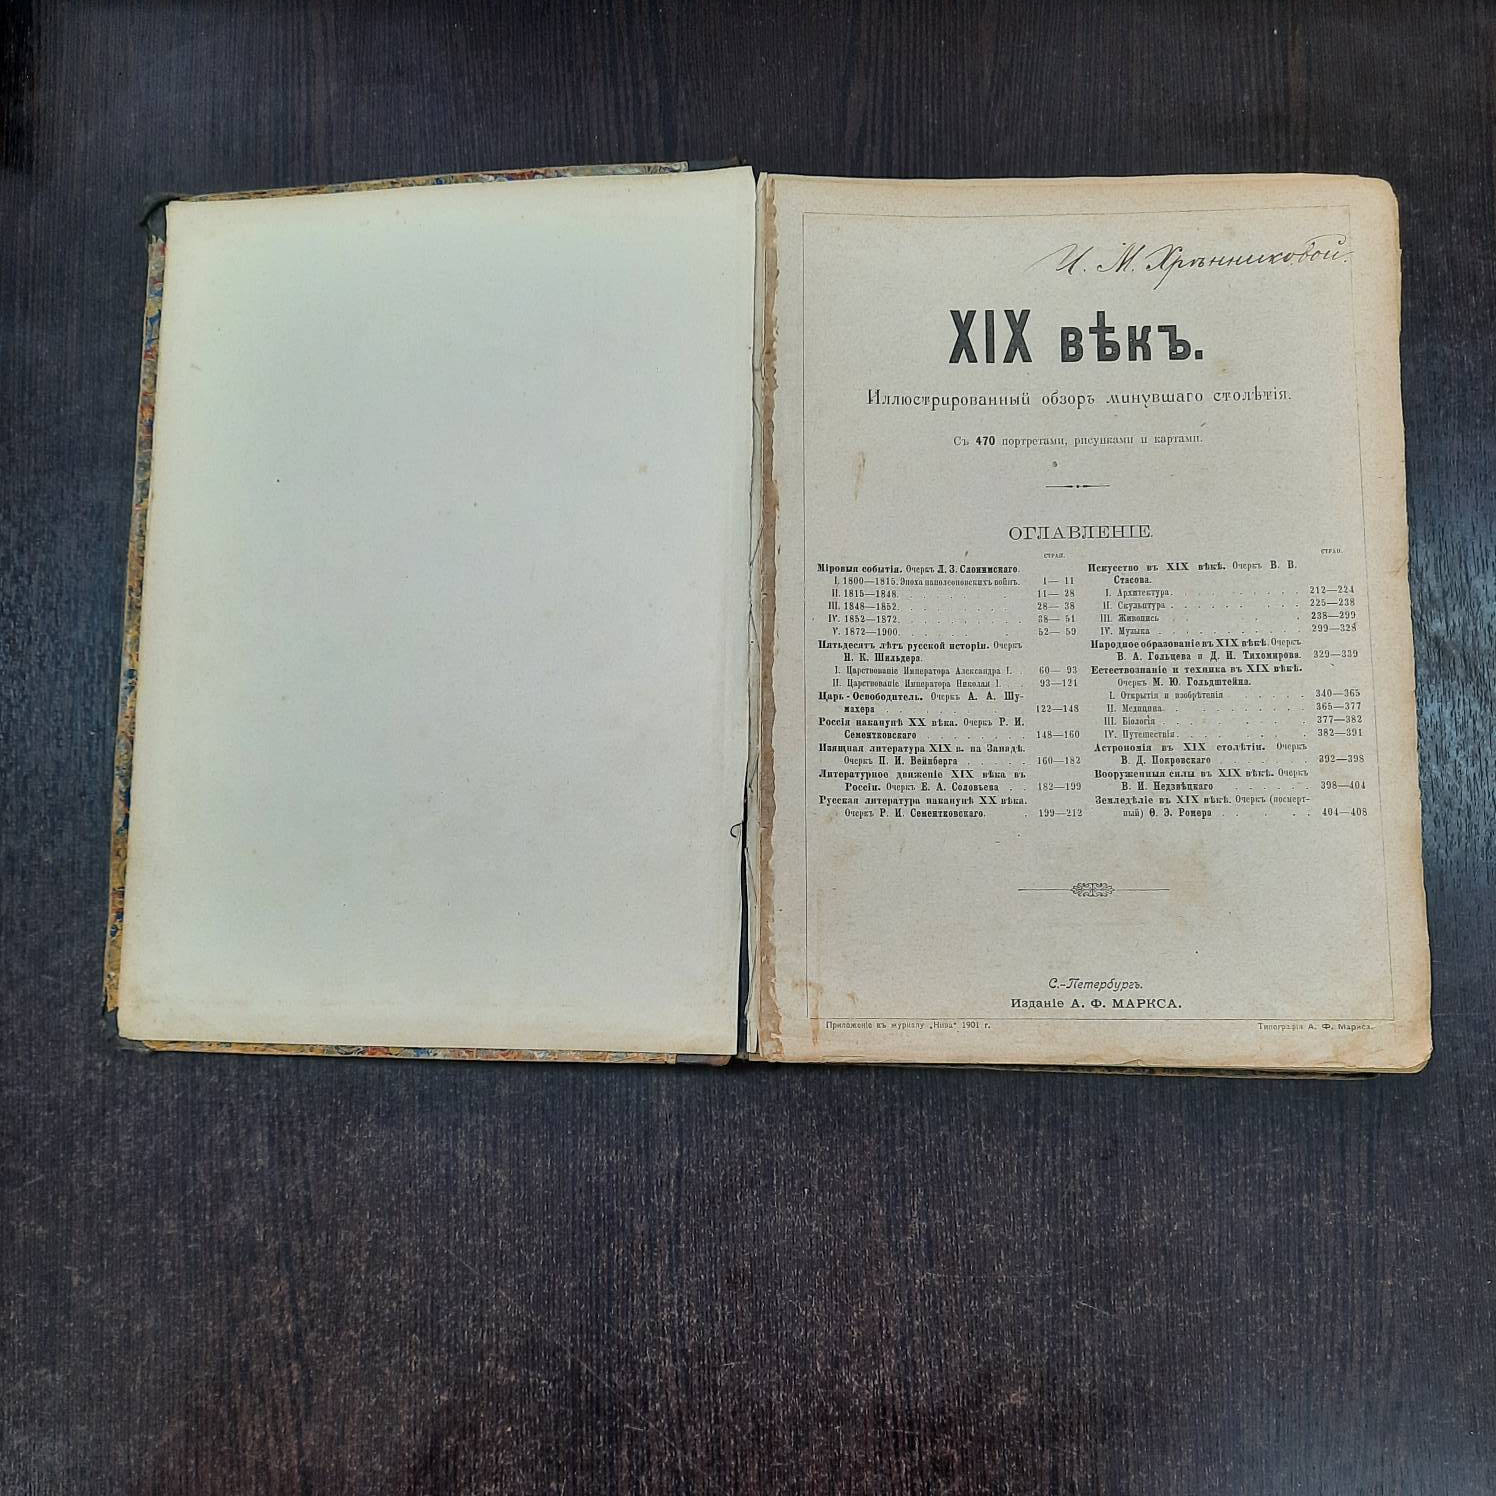 И. М. Хрѣнниковой.
XIX вѣкъ.
Иллюстрированный обзоръ минувшаго столѣтія.
Съ 470 портретами, рисунками и картами.
ОГЛАВЛЕНІЕ.
СТРАН.
Міровыя событія. Очеркъ Л. З. Слонимскаго.
I. 1800—1815. Эпоха наполеоновскихъ войнъ. 1— 11
II. 1815—1848. 11— 28
III. 1848—1852. 28— 38
IV. 1852—1872. 38— 51
V. 1872—1900. 52— 59
Пятьдесят лѣтъ русской исторіи. Очеркъ
Н. К. Шильдера.
I. Царствованіе Императора Александра I. 60— 93
II. Царствованіе Императора Николая I. 93—121
Царь-Освободитель. Очеркъ А. А. Шу-
махера 122—148
Россія наканунѣ XX вѣка. Очеркъ Р. И.
Сементковскаго 148—160
Изящная литература XIX в. на Западѣ.
Очеркъ П. И. Вейнберга 160—182
Литературное движеніе XIX вѣка въ
Россіи. Очеркъ Е. А. Соловьева 182—199
Русская литература наканунѣ XX вѣка.
Очеркъ Р. И. Сементковскаго. 199—212
СТРАН.
Искусство въ XIX вѣкѣ. Очеркъ В. В.
Стасова.
I. Архитектура. 212—224
II. Скульптура 225—238
III. Живопись 238—299
IV. Музыка 299—328
Народное образованіе въ XIX вѣкѣ. Очеркъ
В. А. Гольцева и Д. И. Тихомирова. 329—339
Естествознаніе и техника въ XIX вѣкѣ.
Очеркъ М. Ю. Гольдштейна.
I. Открытія и изобрѣтенія 340—365
II. Медицина. 365—377
III. Біологія 377—382
IV. Путешествія. 382—391
Астрономія въ XIX столѣтіи. Очеркъ
В. Д. Покровскаго 392—398
Вооруженныя силы въ XIX вѣкѣ. Очеркъ
В. И. Недзвѣцкаго 398—404
Земледѣліе въ XIX вѣкѣ. Очеркъ (посмерт-
ный) Ѳ. Э. Ромера 404—408
С.-Петербургъ.
Изданіе А. Ф. МАРКСА.
Приложеніе къ журналу „Нива" 1901 г.
Типографія А. Ф. Маркса.